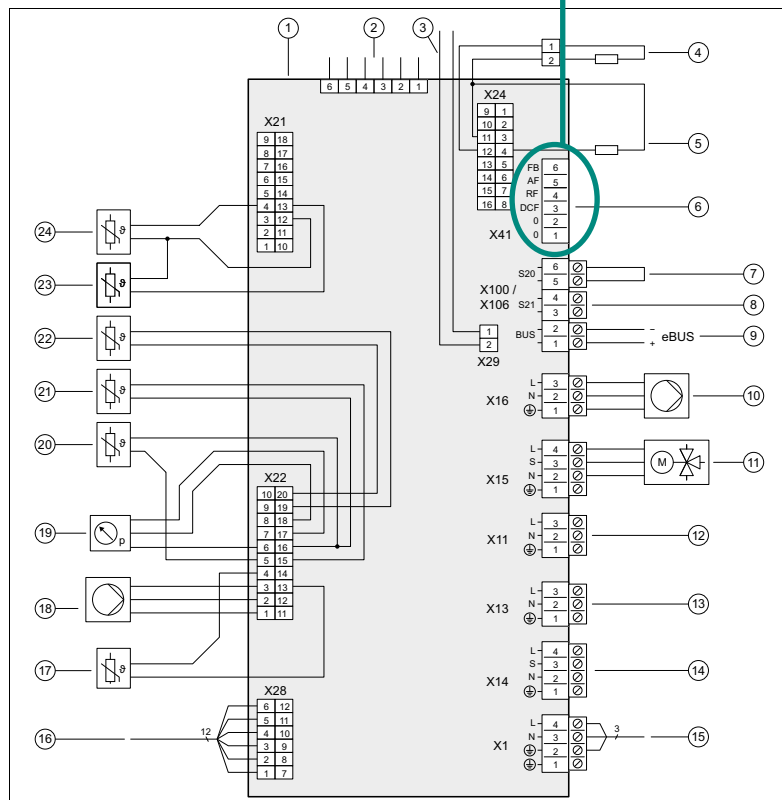 1 2 3
1 4
2
6 5 4 3 2 1
X24
9 1
10 2
11 3
12 4 5
13 5
14 6
15 7
16 8
X21
9 18
8 17
7 16
6 15
5 14
4 13
3 12
2 11
1 10
FB 6
AF 5
RF 4
DCF 3 6
0 2
0 1
X41
24 ϑ
23 ϑ
22 ϑ
21 ϑ
20 ϑ
X100 /
X106
S20 6 7
5
S21 4 8
3
BUS 2 – eBUS 9
1 +
1
2
X29
X16
L 3
N 2 10
1
X15
L 4
S 3 M 11
N 2
1
X22
10 20
9 19
8 18
7 17
6 16
5 15
4 14
3 13
2 12
1 11
19 p
18
17 ϑ
X11
L 3
N 2 12
1
X13
L 3
N 2 13
1
X14
L 4
S 3 14
N 2
1
X28
6 12
5 11
4 10
3 9
2 8
1 7
16 12
X1
L 4
N 3 3 15
2
1